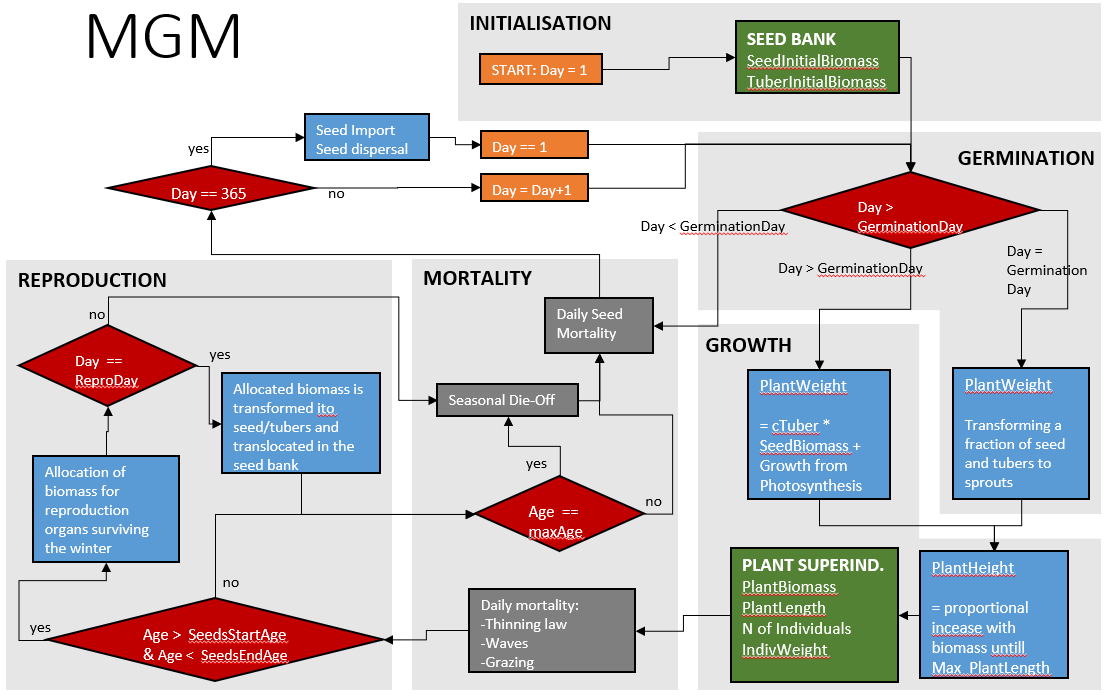 MGM
INITIALISATION
START: Day = 1
SEED BANK
SeedInitialBiomass
TuberInitialBiomass
Seed Import
Seed dispersal
Day == 1
yes
Day == 365
no
Day = Day+1
GERMINATION
Day >
GerminationDay
Day < GerminationDay
Day > GerminationDay
Day =
Germination
Day
REPRODUCTION
no
Day  ==
ReproDay
yes
Allocated biomass is
transformed ito
seed/tubers and
translocated in the
seed bank
Allocation of
biomass for
reproduction
organs surviving
the winter
no
yes
Age >  SeedsStartAge
& Age <  SeedsEndAge
MORTALITY
Daily Seed
Mortality
Seasonal Die-Off
yes
no
Age  ==
maxAge
Daily mortality:
-Thinning law
-Waves
-Grazing
GROWTH
PlantWeight
= cTuber *
SeedBiomass +
Growth from
Photosynthesis
PlantWeight
Transforming a
fraction of seed
and tubers to
sprouts
PLANT SUPERIND.
PlantBiomass
PlantLength
N of Individuals
IndivWeight
PlantHeight
= proportional
incease with
biomass untill
Max_PlantLength